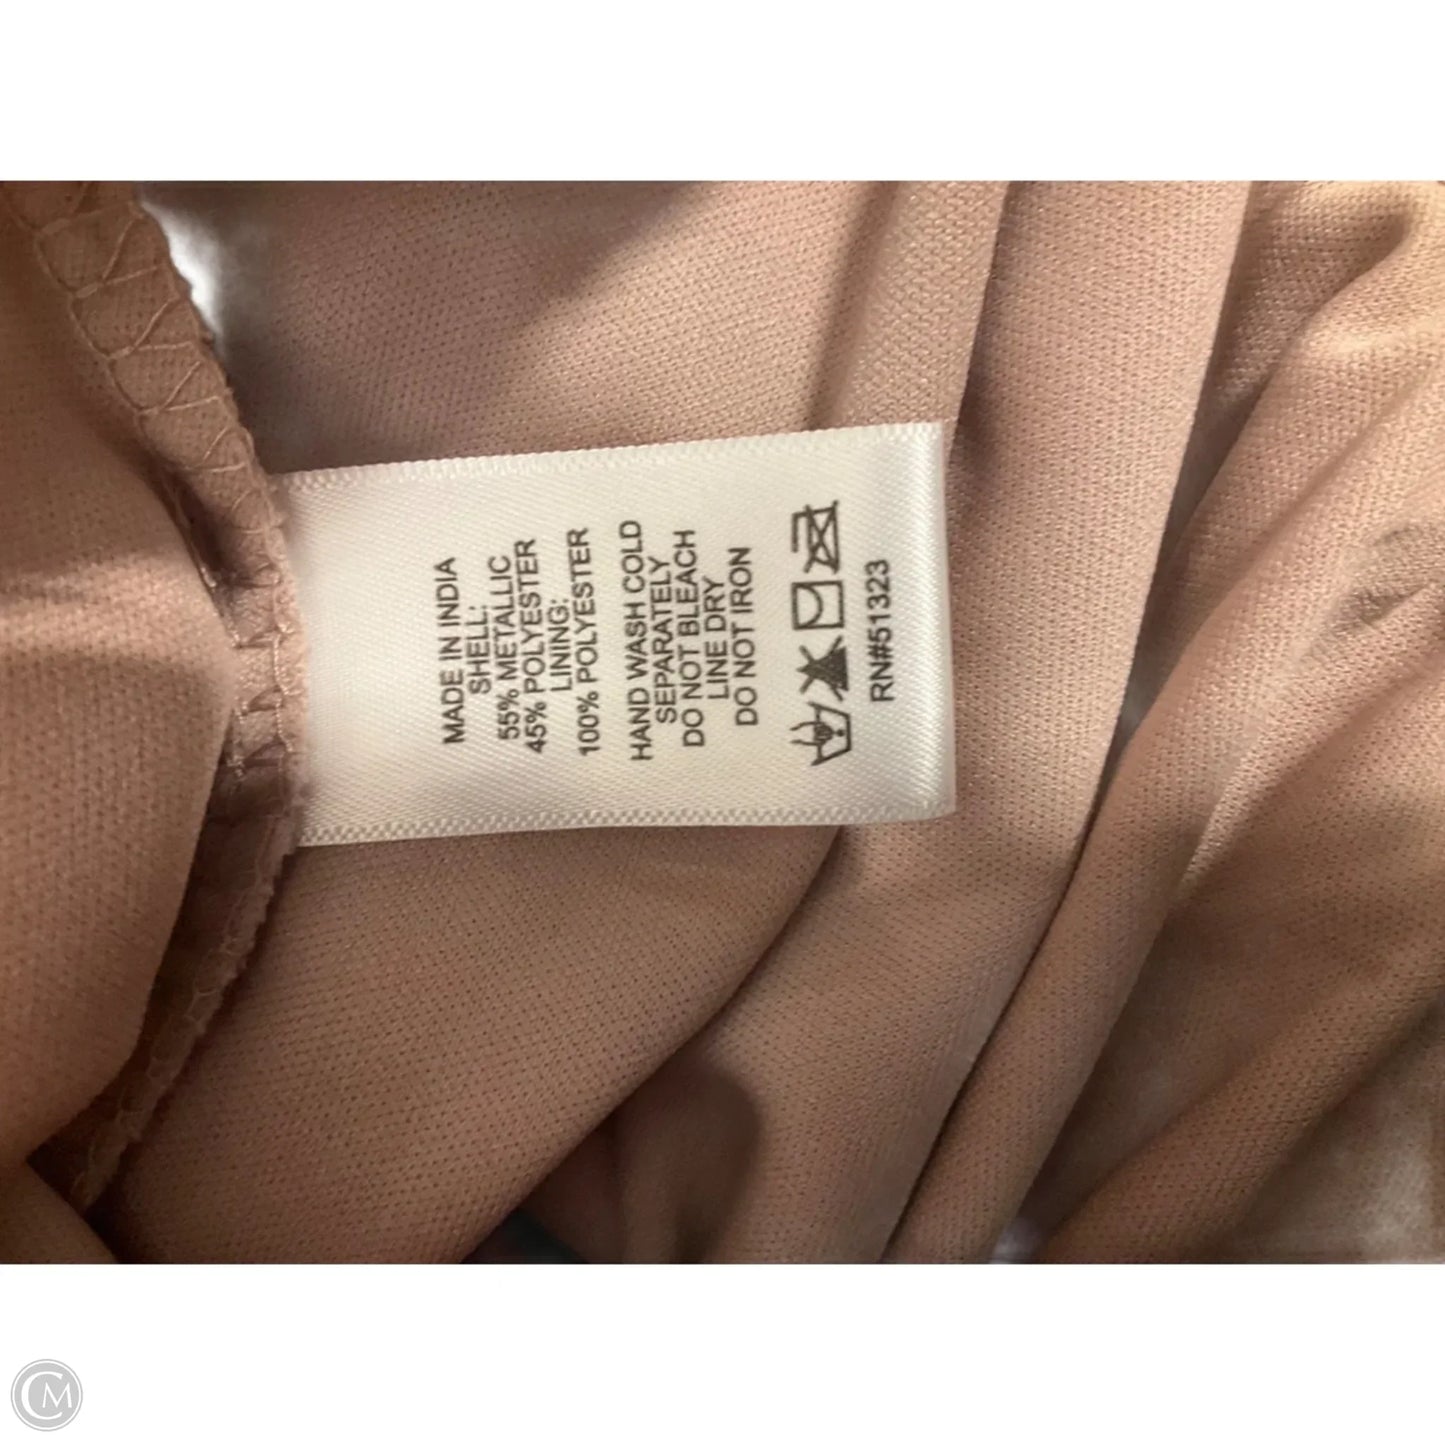 MADE IN INDIA
SHELL:
55% METALLIC
45% POLYESTER
LINING:
100% POLYESTER
HAND WASH COLD
SEPARATELY
DO NOT BLEACH
LINE DRY
DO NOT IRON
RN#51323
CM